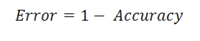 Error = 1 − Accuracy